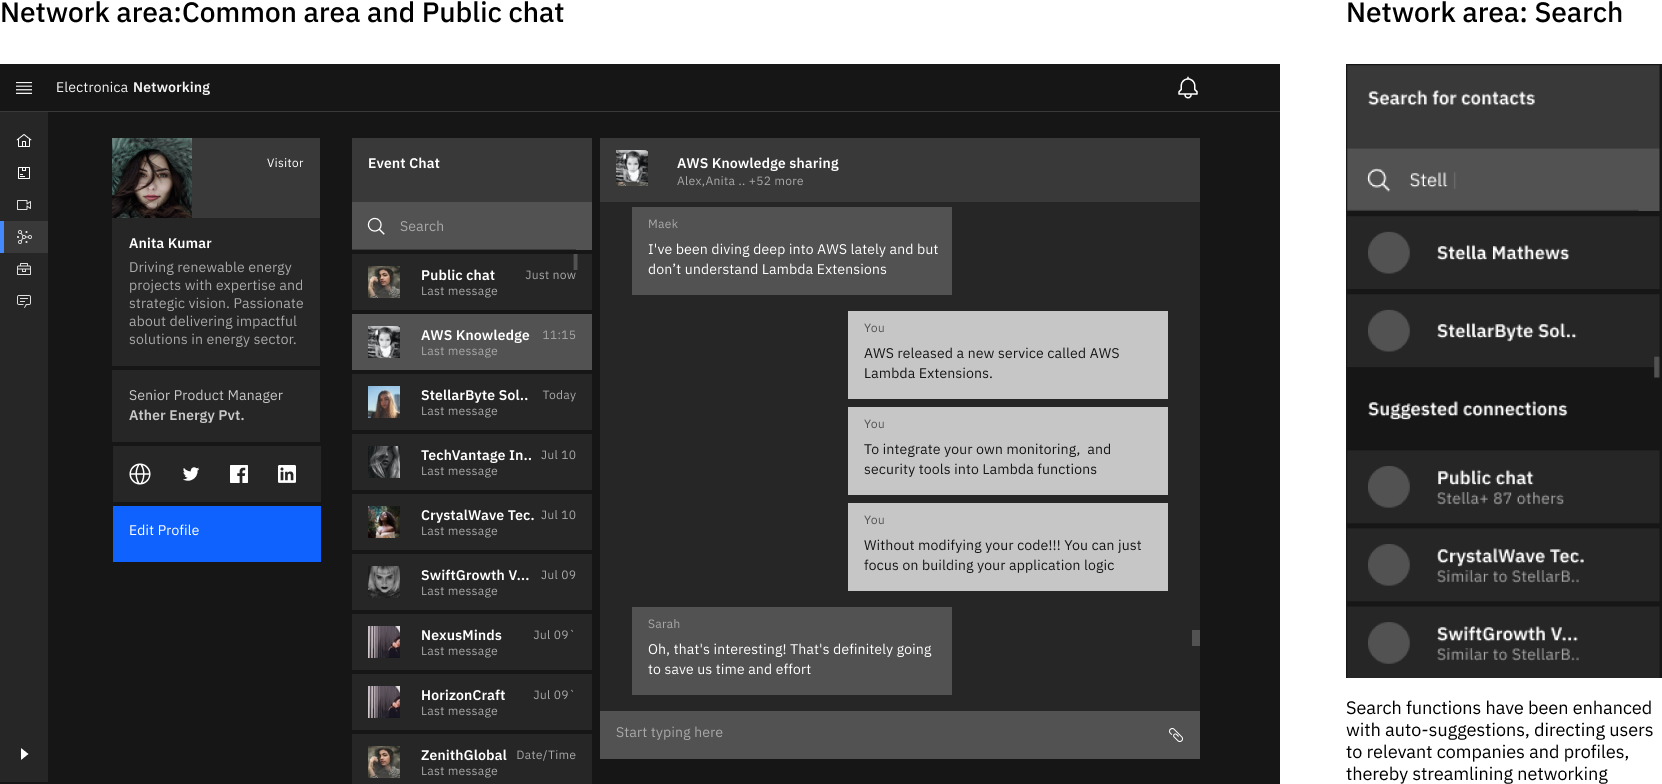 Network area:Common area and Public chat
Electronica Networking
Visitor
Anita Kumar
Driving renewable energy
projects with expertise and
strategic vision. Passionate
about delivering impactful
solutions in energy sector.
Senior Product Manager
Ather Energy Pvt.
Edit Profile
Event Chat
Search
Public chat Just now
Last message
AWS Knowledge 11:15
Last message
StellarByte Sol.. Today
Last message
TechVantage In.. Jul 10
Last message
CrystalWave Tec. Jul 10
Last message
SwiftGrowth V... Jul 09
Last message
NexusMinds Jul 09`
Last message
HorizonCraft Jul 09`
Last message
ZenithGlobal Date/Time
Last message
AWS Knowledge sharing
Alex,Anita .. +52 more
Maek
I've been diving deep into AWS lately and but
don’t understand Lambda Extensions
You
AWS released a new service called AWS
Lambda Extensions.
You
To integrate your own monitoring,  and
security tools into Lambda functions
You
Without modifying your code!!! You can just
focus on building your application logic
Sarah
Oh, that's interesting! That's definitely going
to save us time and effort
Start typing here
Network area: Search
Search for contacts
Stell
Stella Mathews
StellarByte Sol..
Suggested connections
Public chat
Stella+ 87 others
CrystalWave Tec.
Similar to StellarB..
SwiftGrowth V...
Similar to StellarB..
Search functions have been enhanced
with auto-suggestions, directing users
to relevant companies and profiles,
thereby streamlining networking